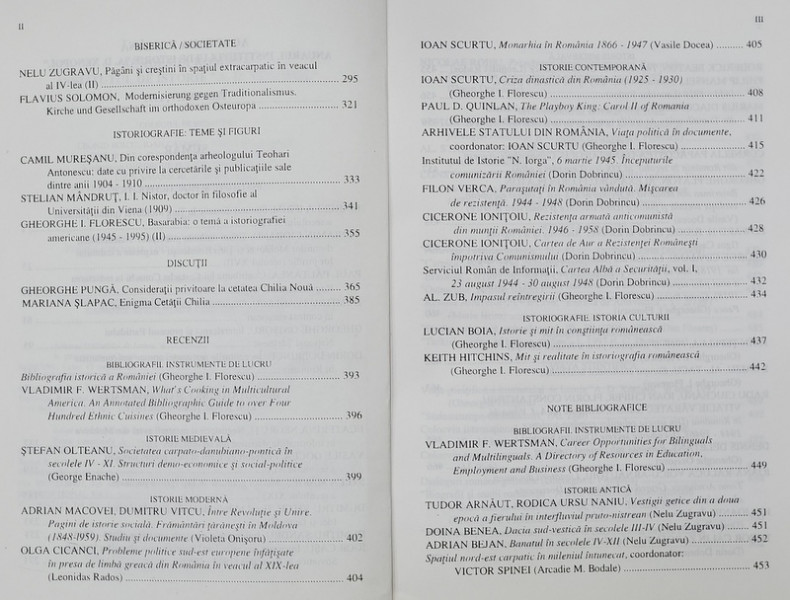 II
BISERICĂ / SOCIETATE
NELU ZUGRAVU, Păgâni şi creştini în spaţiul extracarpatic în veacul
al IV-lea (II) ........ 295
FLAVIUS SOLOMON, Modernisierung gegen Traditionalismus.
Kirche und Gesellschaft im orthodoxen Osteuropa ........ 321
ISTORIOGRAFIE: TEME ŞI FIGURI
CAMIL MUREŞANU, Din corespondenţa arheologului Teohari
Antonescu: date cu privire la cercetările şi publicaţiile sale
dintre anii 1904 - 1910 ........ 333
STELIAN MÂNDRUŢ, I. I. Nistor, doctor în filosofie al
Universităţii din Viena (1909) ........ 341
GHEORGHE I. FLORESCU, Basarabia: o temă a istoriografiei
americane (1945 - 1995) (II) ........ 355
DISCUŢII
GHEORGHE PUNGĂ, Consideraţii privitoare la cetatea Chilia Nouă ........ 365
MARIANA ŞLAPAC, Enigma Cetăţii Chilia ........ 385
RECENZII
BIBLIOGRAFII. INSTRUMENTE DE LUCRU
Bibliografia istorică a României (Gheorghe I. Florescu) ........ 393
VLADIMIR F. WERTSMAN, What's Cooking in Multicultural
America. An Annotated Bibliographic Guide to over Four
Hundred Ethnic Cuisines (Gheorghe I. Florescu) ........ 396
ISTORIE MEDIEVALĂ
ŞTEFAN OLTEANU, Societatea carpato-danubiano-pontică în
secolele IV - XI. Structuri demo-economice şi social-politice
(George Enache) ........ 399
ISTORIE MODERNĂ
ADRIAN MACOVEI, DUMITRU VITCU, Între Revoluţie şi Unire.
Pagini de istorie socială. Frământări ţărăneşti în Moldova
(1848-1959). Studiu şi documente (Violeta Onişoru) ........ 402
OLGA CICANCI, Probleme politice sud-est europene înfăţişate
în presa de limbă greacă din România în veacul al XIX-lea
(Leonidas Rados) ........ 404
III
IOAN SCURTU, Monarhia în România 1866 - 1947 (Vasile Docea) ........ 405
ISTORIE CONTEMPORANĂ
IOAN SCURTU, Criza dinastică din România (1925 - 1930)
(Gheorghe I. Florescu) ........ 408
PAUL D. QUINLAN, The Playboy King: Carol II of Romania
(Gheorghe I. Florescu) ........ 411
ARHIVELE STATULUI DIN ROMÂNIA, Viaţa politică în documente,
coordonator: IOAN SCURTU (Gheorghe I. Florescu) ........ 415
Institutul de Istorie "N. Iorga", 6 martie 1945. Începuturile
comunizării României (Dorin Dobrincu) ........ 422
FILON VERCA, Paraşutaţi în România vândută. Mişcarea
de rezistenţă. 1944 - 1948 (Dorin Dobrincu) ........ 426
CICERONE IONIŢOIU, Rezistenţa armată anticomunistă
din munţii României. 1946 - 1958 (Dorin Dobrincu) ........ 428
CICERONE IONIŢOIU, Cartea de Aur a Rezistenţei Româneşti
împotriva Comunismului (Dorin Dobrincu) ........ 430
Serviciul Român de Informaţii, Cartea Albă a Securităţii, vol. I,
23 august 1944 - 30 august 1948 (Dorin Dobrincu) ........ 432
AL. ZUB, Impasul reîntregirii (Gheorghe I. Florescu) ........ 434
ISTORIOGRAFIE. ISTORIA CULTURII
LUCIAN BOIA, Istorie şi mit în conştiinţa românească
(Gheorghe I. Florescu) ........ 437
KEITH HITCHINS, Mit şi realitate în istoriografia românească
(Gheorghe I. Florescu) ........ 442
NOTE BIBLIOGRAFICE
BIBLIOGRAFII. INSTRUMENTE DE LUCRU
VLADIMIR F. WERTSMAN, Career Opportunities for Bilinguals
and Multilinguals. A Directory of Resources in Education,
Employment and Business (Gheorghe I. Florescu) ........ 449
ISTORIE ANTICĂ
TUDOR ARNĂUT, RODICA URSU NANIU, Vestigii getice din a doua
epocă a fierului în interfluviul pruto-nistrean (Nelu Zugravu) ........ 451
DOINA BENEA, Dacia sud-vestică în secolele III-IV (Nelu Zugravu) ........ 451
ADRIAN BEJAN, Banatul în secolele IV-XII (Nelu Zugravu) ........ 452
Spaţiul nord-est carpatic în mileniul întunecat, coordonator:
VICTOR SPINEI (Arcadie M. Bodale) ........ 453